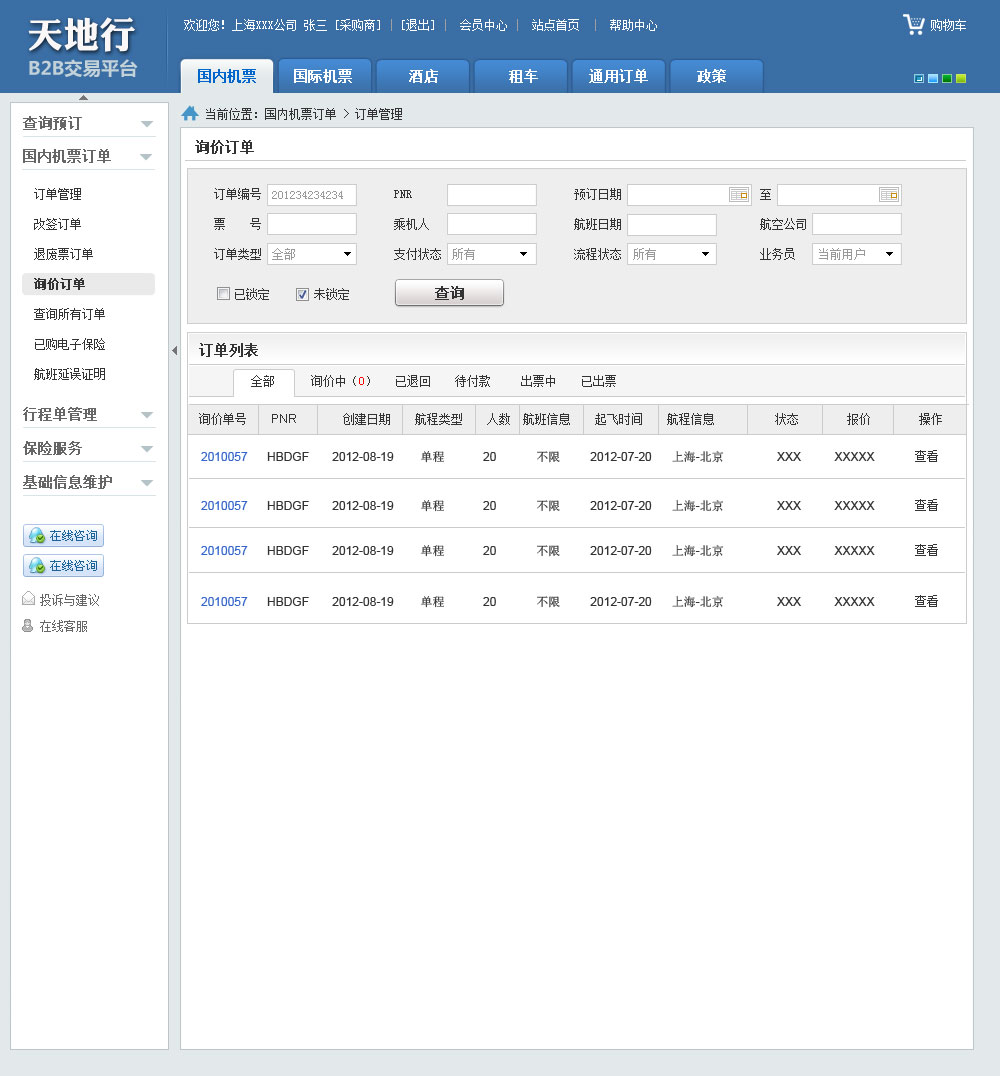 天地行
B2B交易平台
欢迎您！上海XXX公司 张三 [采购商] | [退出] | 会员中心 | 站点首页 | 帮助中心
购物车
国内机票 国际机票 酒店 租车 通用订单 政策
查询预订
国内机票订单
订单管理
改签订单
退废票订单
询价订单
查询所有订单
已购电子保险
航班延误证明
行程单管理
保险服务
基础信息维护
在线咨询
在线咨询
投诉与建议
在线客服
当前位置：国内机票订单 > 订单管理
询价订单
订单编号 201234234234 PNR 预订日期 至
票 号 乘机人 航班日期 航空公司
订单类型 全部 支付状态 所有 流程状态 所有 业务员 当前用户
已锁定 未锁定 查询
订单列表
全部 询价中（0） 已退回 待付款 出票中 已出票
询价单号 PNR 创建日期 航程类型 人数 航班信息 起飞时间 航程信息 状态 报价 操作
2010057 HBDGF 2012-08-19 单程 20 不限 2012-07-20 上海-北京 XXX XXXXX 查看
2010057 HBDGF 2012-08-19 单程 20 不限 2012-07-20 上海-北京 XXX XXXXX 查看
2010057 HBDGF 2012-08-19 单程 20 不限 2012-07-20 上海-北京 XXX XXXXX 查看
2010057 HBDGF 2012-08-19 单程 20 不限 2012-07-20 上海-北京 XXX XXXXX 查看